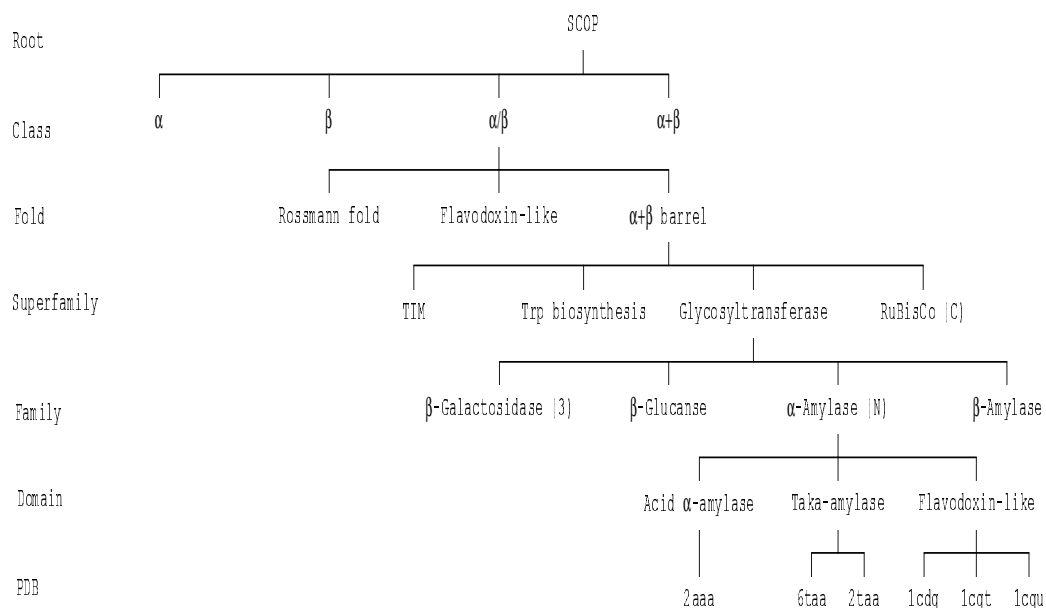 SCOP
Root
α β α/β α+β
Class
Fold Rossmann fold Flavodoxin-like α+β barrel
Superfamily TIM Trp biosynthesis Glycosyltransferase RuBisCo (C)
Family β-Galactosidase (3) β-Glucanse α-Amylase (N) β-Amylase
Domain Acid α-amylase Taka-amylase Flavodoxin-like
PDB 2aaa 6taa 2taa 1cdg 1cgt 1cgu